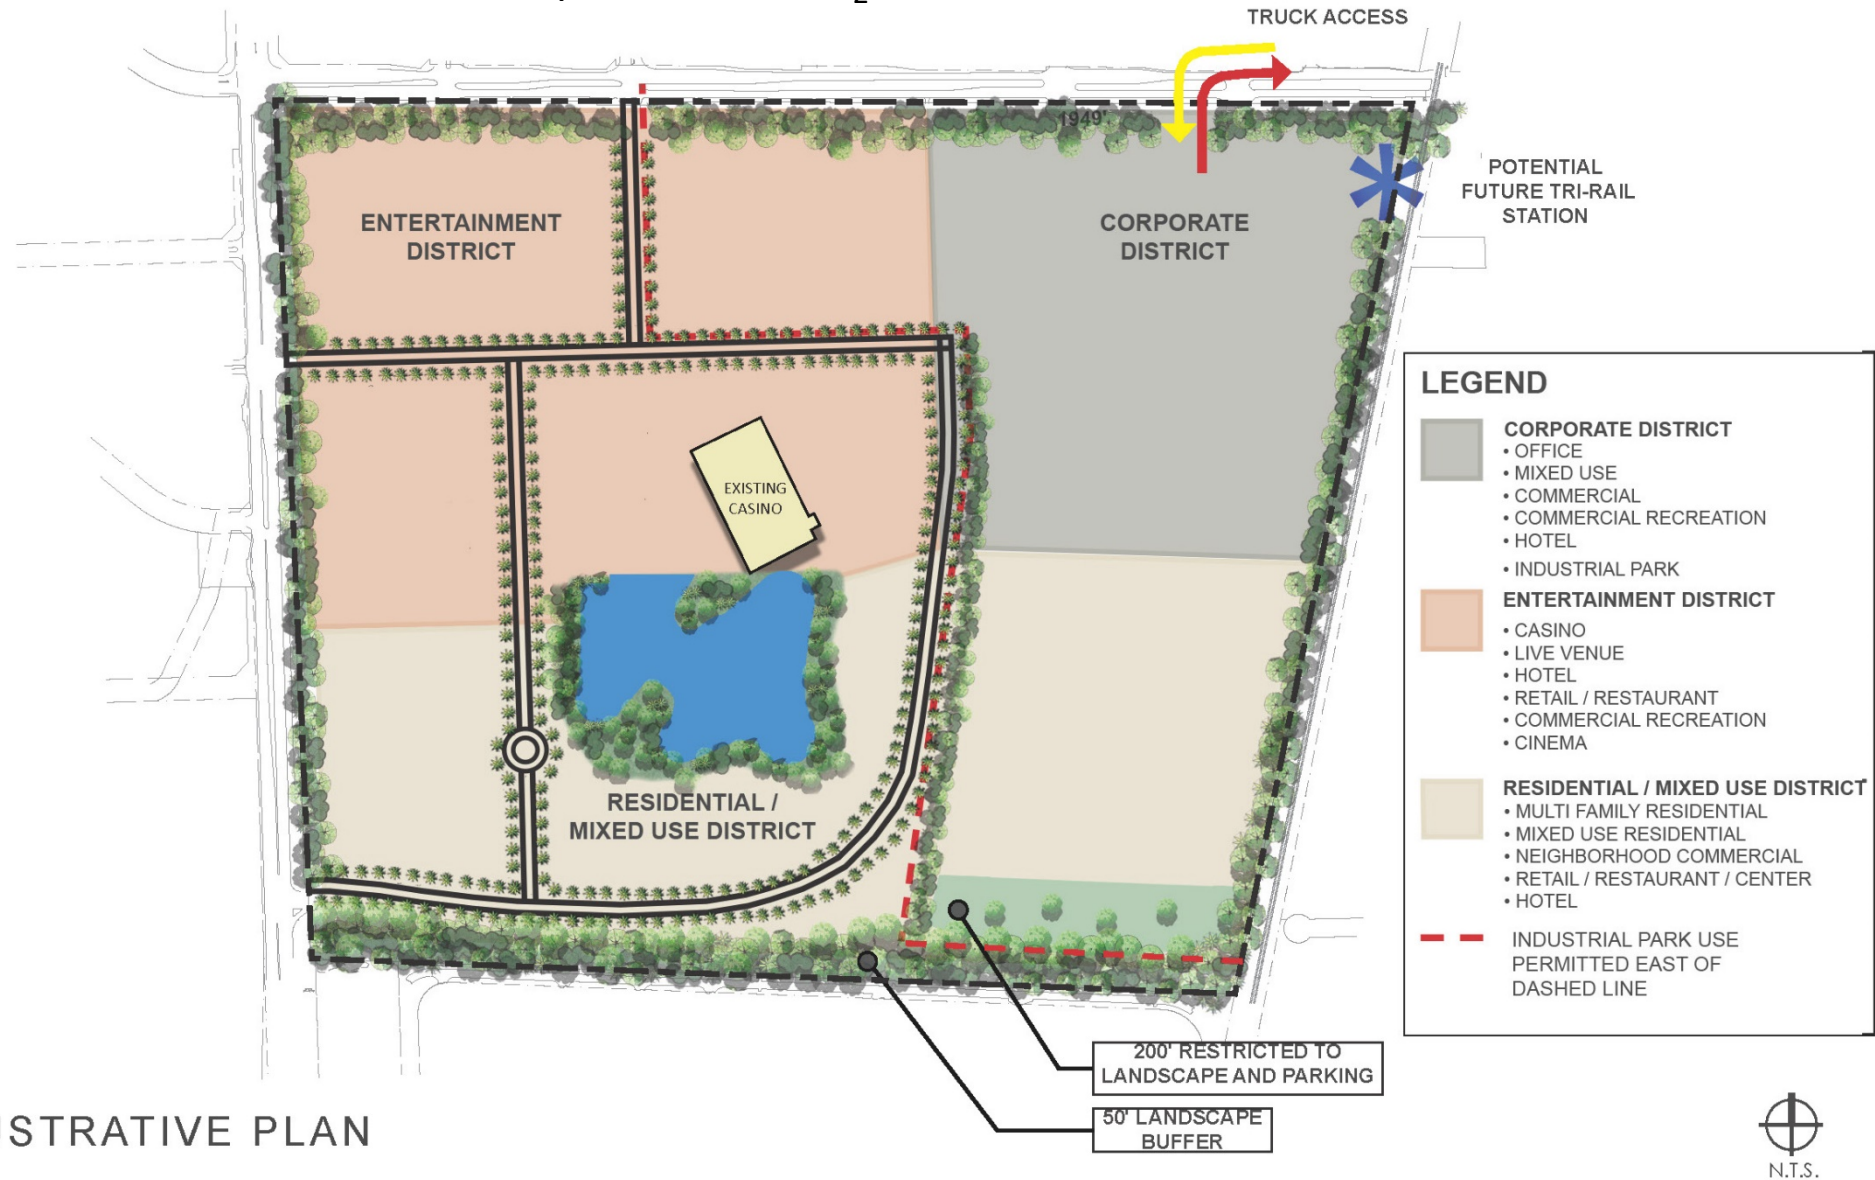 TRUCK ACCESS
1949'
POTENTIAL
FUTURE TRI-RAIL
STATION
ENTERTAINMENT
DISTRICT
CORPORATE
DISTRICT
EXISTING
CASINO
RESIDENTIAL /
MIXED USE DISTRICT
LEGEND
CORPORATE DISTRICT
• OFFICE
• MIXED USE
• COMMERCIAL
• COMMERCIAL RECREATION
• HOTEL
• INDUSTRIAL PARK
ENTERTAINMENT DISTRICT
• CASINO
• LIVE VENUE
• HOTEL
• RETAIL / RESTAURANT
• COMMERCIAL RECREATION
• CINEMA
RESIDENTIAL / MIXED USE DISTRICT
• MULTI FAMILY RESIDENTIAL
• MIXED USE RESIDENTIAL
• NEIGHBORHOOD COMMERCIAL
• RETAIL / RESTAURANT / CENTER
• HOTEL
INDUSTRIAL PARK USE
PERMITTED EAST OF
DASHED LINE
200' RESTRICTED TO
LANDSCAPE AND PARKING
50' LANDSCAPE
BUFFER
STRATIVE PLAN
N.T.S.